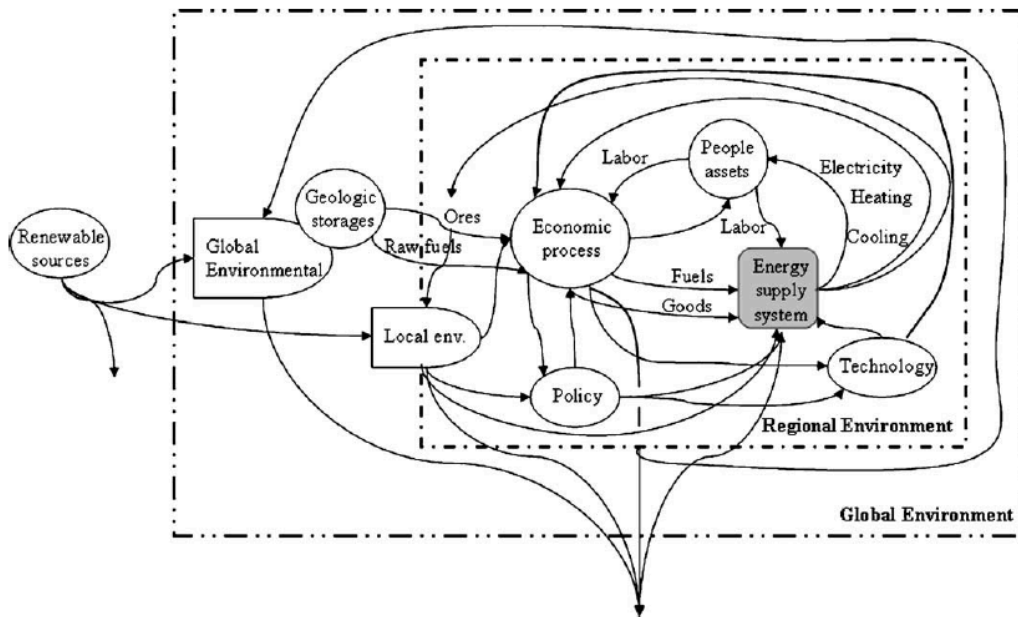 Renewable
sources
Global
Environmental
Geologic
storages
Ores
Raw fuels
Local env.
Labor
People
assets
Electricity
Heating
Cooling
Labor
Economic
process
Fuels
Goods
Energy
supply
system
Technology
Policy
Regional Environment
Global Environment